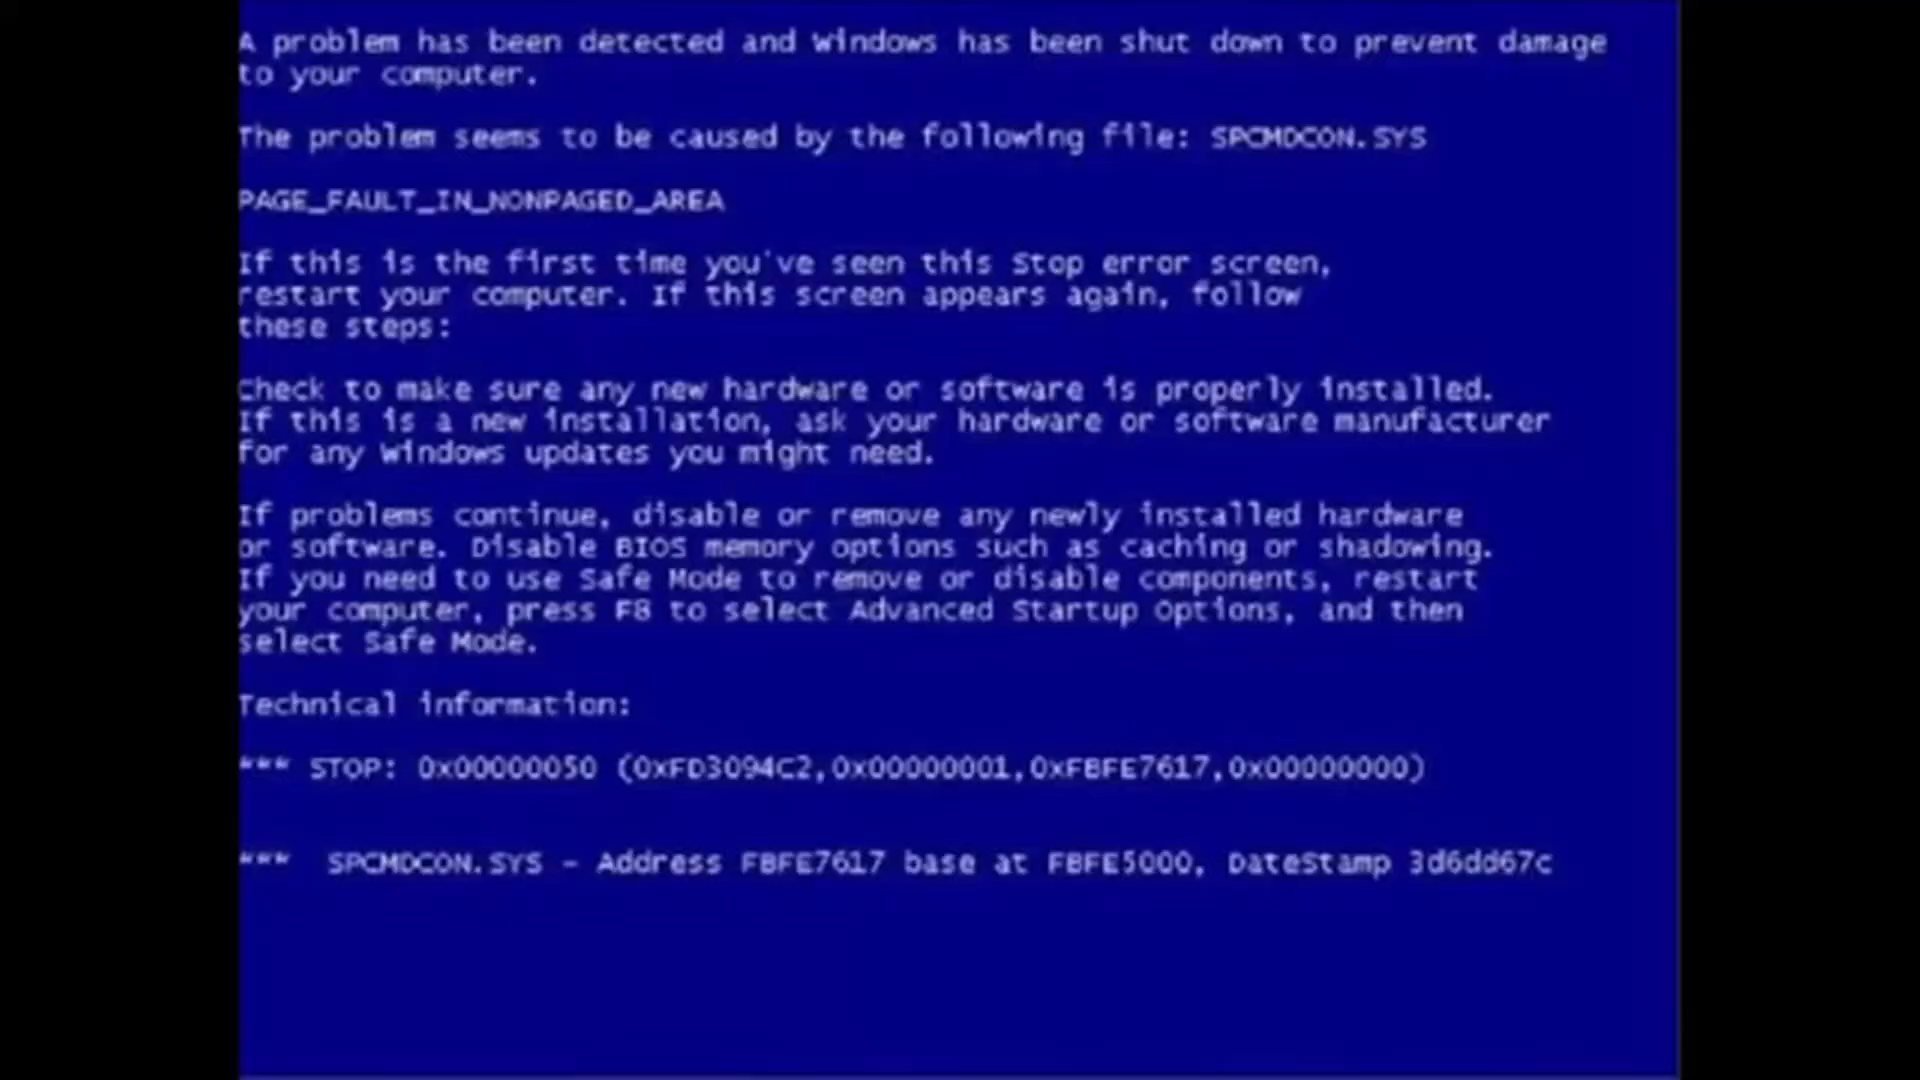 A problem has been detected and Windows has been shut down to prevent damage
to your computer.
The problem seems to be caused by the following file: SPCMDCON.SYS
PAGE_FAULT_IN_NONPAGED_AREA
If this is the first time you've seen this Stop error screen,
restart your computer. If this screen appears again, follow
these steps:
Check to make sure any new hardware or software is properly installed.
If this is a new installation, ask your hardware or software manufacturer
for any Windows updates you might need.
If problems continue, disable or remove any newly installed hardware
or software. Disable BIOS memory options such as caching or shadowing.
If you need to use Safe Mode to remove or disable components, restart
your computer, press F8 to select Advanced Startup Options, and then
select Safe Mode.
Technical information:
*** STOP: 0x00000050 (0xFD3094C2,0x00000001,0xFBFE7617,0x00000000)
***  SPCMDCON.SYS - Address FBFE7617 base at FBFE5000, DateStamp 3d6dd67c